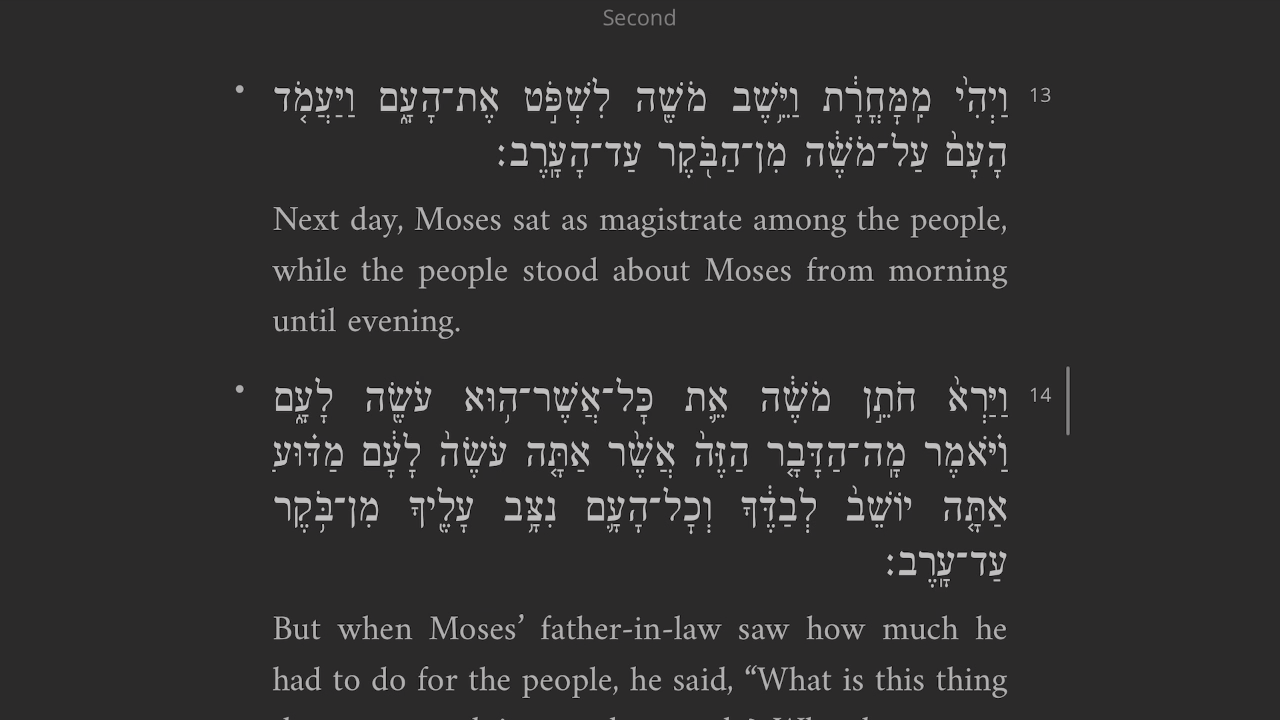 Second
וַיְהִי֙ מִֽמׇּחֳרָ֔ת וַיֵּ֥שֶׁב מֹשֶׁ֖ה לִשְׁפֹּ֣ט אֶת־הָעָ֑ם וַיַּעֲמֹ֤ד 13
הָעָם֙ עַל־מֹשֶׁ֔ה מִן־הַבֹּ֖קֶר עַד־הָעָֽרֶב׃
Next day, Moses sat as magistrate among the people,
while the people stood about Moses from morning
until evening.
וַיַּרְא֙ חֹתֵ֣ן מֹשֶׁ֔ה אֵ֛ת כׇּל־אֲשֶׁר־ה֥וּא עֹשֶׂ֖ה לָעָ֑ם 14
וַיֹּ֗אמֶר מָֽה־הַדָּבָ֤ר הַזֶּה֙ אֲשֶׁ֨ר אַתָּ֤ה עֹשֶׂה֙ לָעָ֔ם מַדּ֗וּעַ
אַתָּ֤ה יוֹשֵׁב֙ לְבַדֶּ֔ךָ וְכׇל־הָעָ֛ם נִצָּ֥ב עָלֶ֖יךָ מִן־בֹּ֥קֶר
עַד־עָֽרֶב׃
But when Moses’ father-in-law saw how much he
had to do for the people, he said, “What is this thing